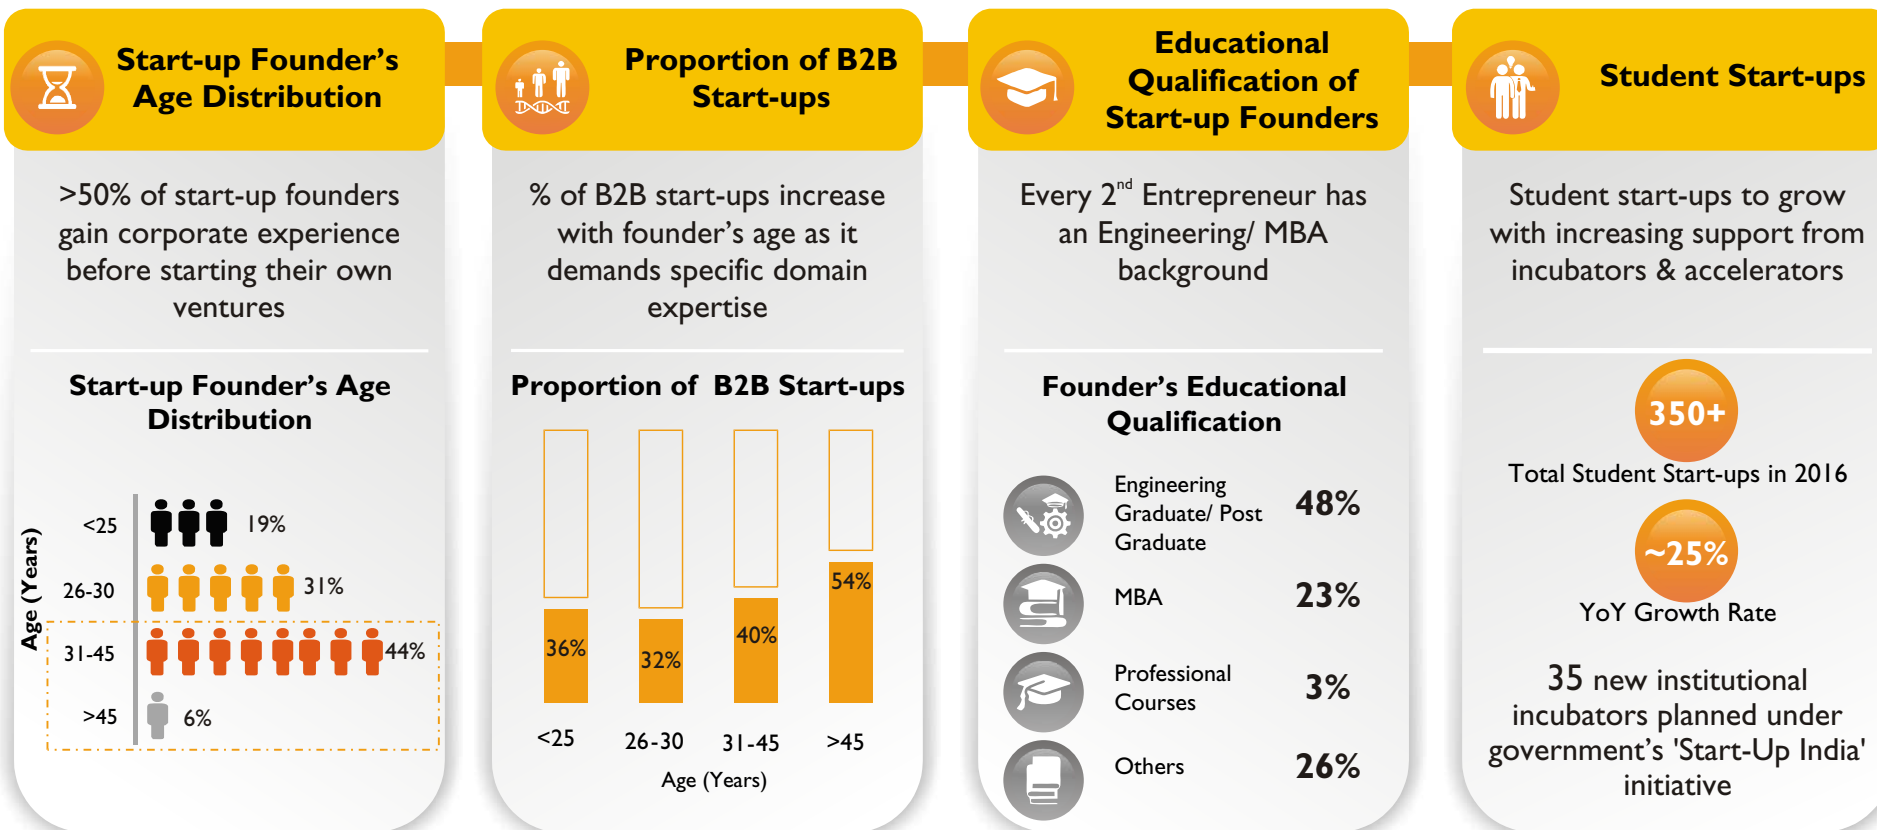 Start-up Founder's
Age Distribution
>50% of start-up founders
gain corporate experience
before starting their own
ventures
Start-up Founder's Age
Distribution
Age (Years)
<25
19%
26-30
31%
31-45
44%
>45
6%
Proportion of B2B
Start-ups
% of B2B start-ups increase
with founder's age as it
demands specific domain
expertise
Proportion of B2B Start-ups
36%
32%
40%
54%
<25
26-30
31-45
>45
Age (Years)
Educational
Qualification of
Start-up Founders
Every 2nd Entrepreneur has
an Engineering/ MBA
background
Founder's Educational
Qualification
Engineering
Graduate/ Post
Graduate
48%
MBA
23%
Professional
Courses
3%
Others
26%
Student Start-ups
Student start-ups to grow
with increasing support from
incubators & accelerators
350+
Total Student Start-ups in 2016
~25%
YoY Growth Rate
35 new institutional
incubators planned under
government's 'Start-Up India'
initiative